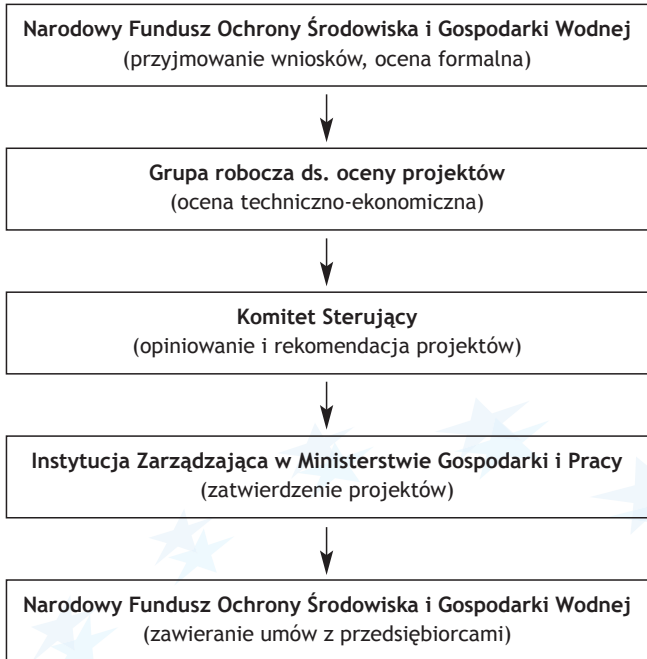 Narodowy Fundusz Ochrony Środowiska i Gospodarki Wodnej
(przyjmowanie wniosków, ocena formalna)
Grupa robocza ds. oceny projektów
(ocena techniczno-ekonomiczna)
Komitet Sterujący
(opiniowanie i rekomendacja projektów)
Instytucja Zarządzająca w Ministerstwie Gospodarki i Pracy
(zatwierdzenie projektów)
Narodowy Fundusz Ochrony Środowiska i Gospodarki Wodnej
(zawieranie umów z przedsiębiorcami)